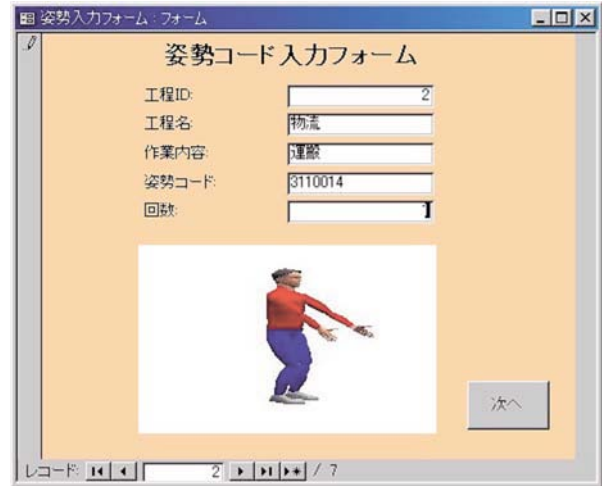 姿勢入力フォーム : フォーム
姿勢コード入力フォーム
工程ID: 2
工程名: 物流
作業内容: 運搬
姿勢コード: 3110014
回数: 1
次へ
レコード: 2 / 7